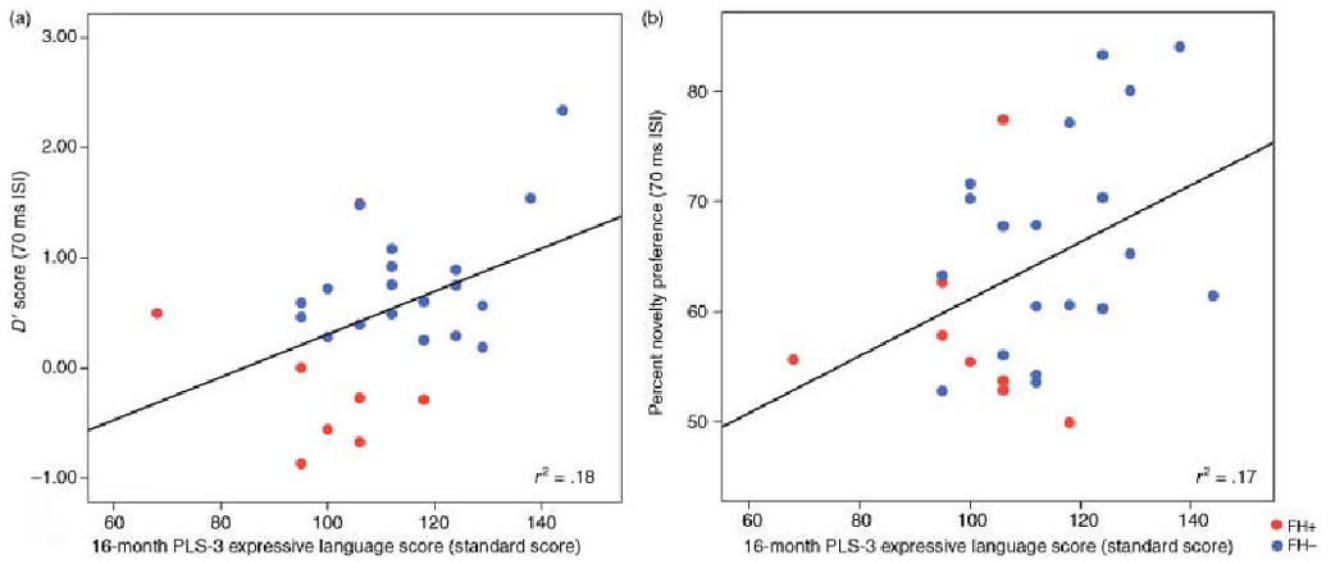 (a)
3.00
2.00
1.00
0.00
−1.00
D′ score (70 ms ISI)
r² = .18
60 80 100 120 140
16-month PLS-3 expressive language score (standard score)
(b)
80
70
60
50
Percent novelty preference (70 ms ISI)
r² = .17
60 80 100 120 140
16-month PLS-3 expressive language score (standard score)
FH+
FH−